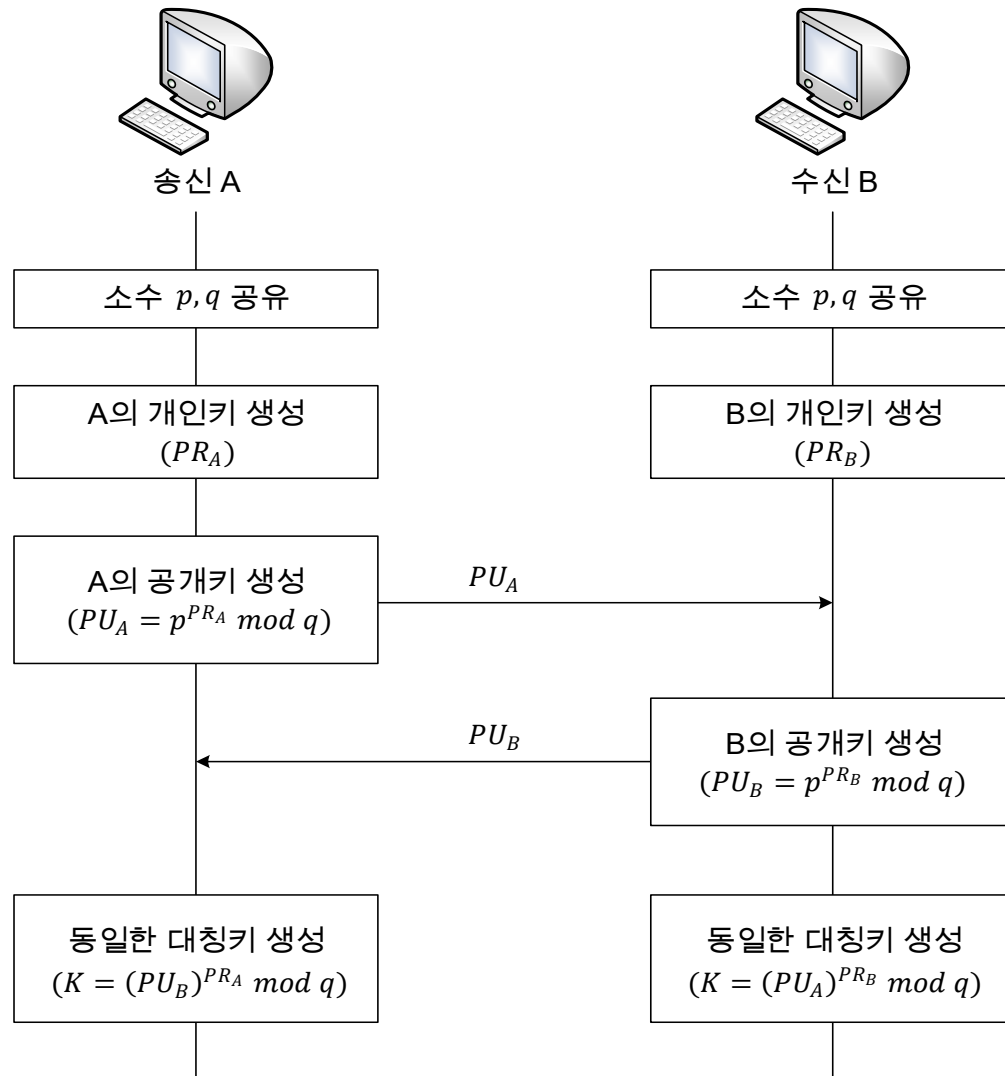 송신 A
수신 B
소수 p, q 공유
소수 p, q 공유
A의 개인키 생성
(PR_A)
B의 개인키 생성
(PR_B)
A의 공개키 생성
(PU_A = p^{PR_A} mod q)
PU_A
PU_B
B의 공개키 생성
(PU_B = p^{PR_B} mod q)
동일한 대칭키 생성
(K = (PU_B)^{PR_A} mod q)
동일한 대칭키 생성
(K = (PU_A)^{PR_B} mod q)